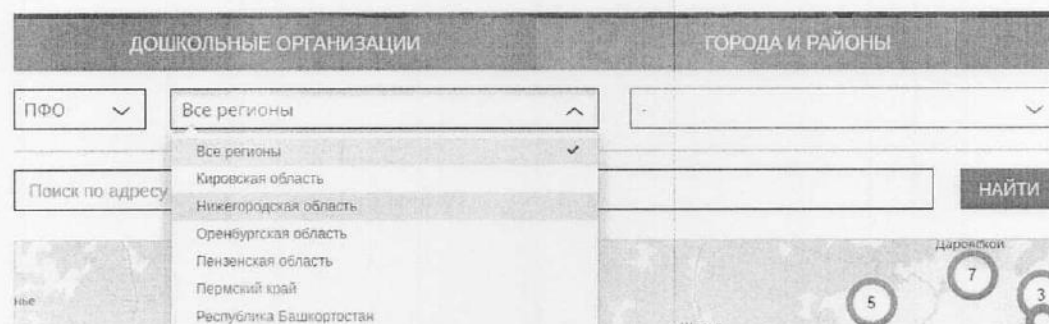 ДОШКОЛЬНЫЕ ОРГАНИЗАЦИИ
ГОРОДА И РАЙОНЫ
ПФО
Все регионы
-
Все регионы
Кировская область
Поиск по адресу
НАЙТИ
Нижегородская область
Оренбургская область
Пензенская область
Пермский край
Республика Башкортостан
нье
Даровской
7
5
3